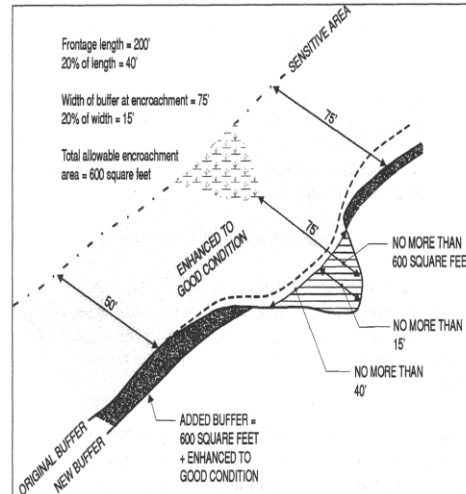 Frontage length = 200'
20% of length = 40'
Width of buffer at encroachment = 75'
20% of width = 15'
Total allowable encroachment
area = 600 square feet
SENSITIVE AREA
75'
75'
ENHANCED TO
GOOD CONDITION
50'
NO MORE THAN
600 SQUARE FEE
NO MORE THAN
15'
NO MORE THAN
40'
ADDED BUFFER =
600 SQUARE FEET
+ ENHANCED TO
GOOD CONDITION
ORIGINAL BUFFER
NEW BUFFER